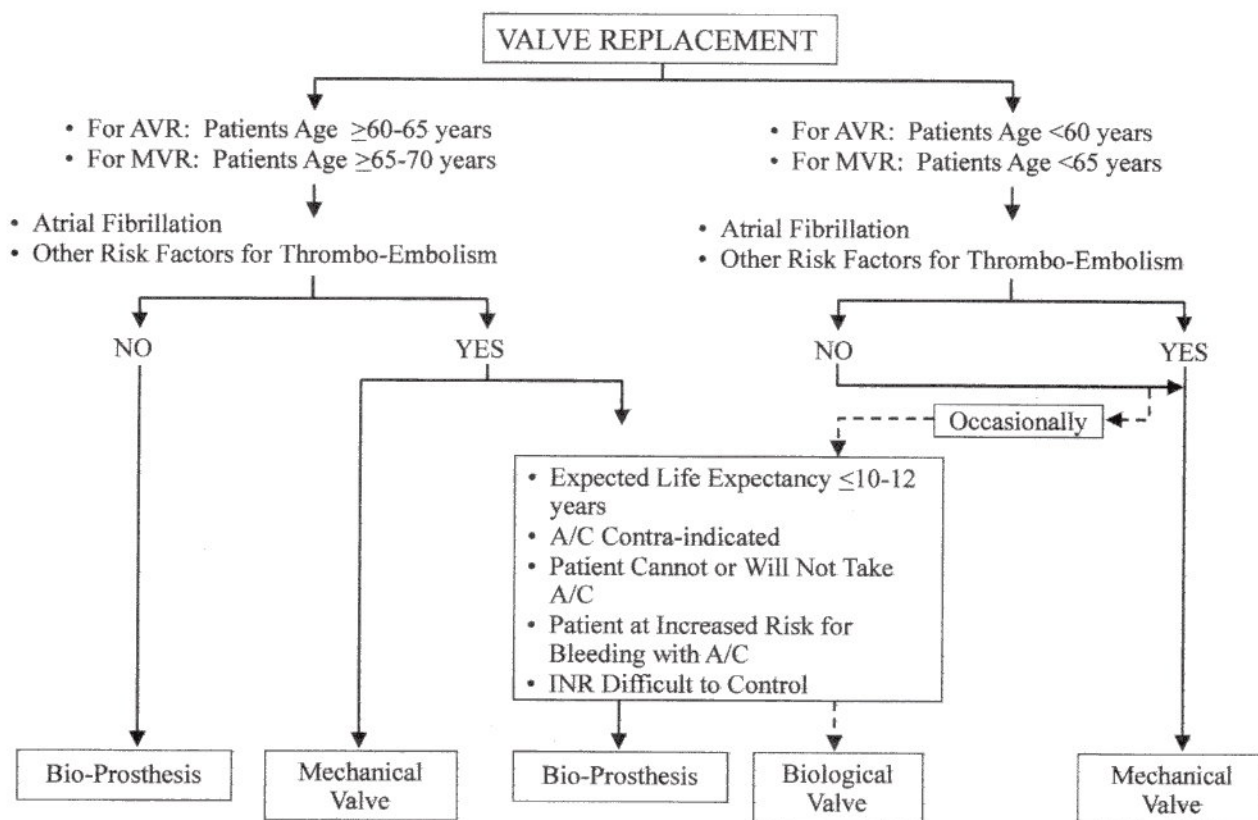 VALVE REPLACEMENT
• For AVR: Patients Age ≥60-65 years
• For MVR: Patients Age ≥65-70 years
• For AVR: Patients Age <60 years
• For MVR: Patients Age <65 years
• Atrial Fibrillation
• Other Risk Factors for Thrombo-Embolism
• Atrial Fibrillation
• Other Risk Factors for Thrombo-Embolism
NO
YES
NO
YES
Occasionally
• Expected Life Expectancy ≤10-12
years
• A/C Contra-indicated
• Patient Cannot or Will Not Take
A/C
• Patient at Increased Risk for
Bleeding with A/C
• INR Difficult to Control
Bio-Prosthesis
Mechanical
Valve
Bio-Prosthesis
Biological
Valve
Mechanical
Valve